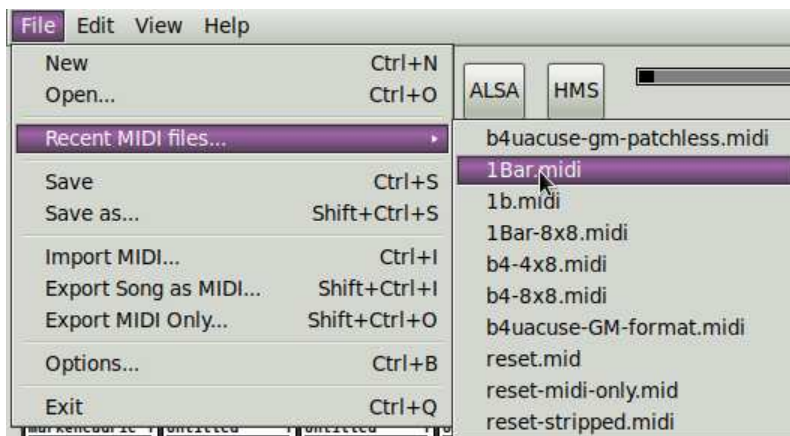 File Edit View Help
New Ctrl+N
Open... Ctrl+O
Recent MIDI files...
Save Ctrl+S
Save as... Shift+Ctrl+S
Import MIDI... Ctrl+I
Export Song as MIDI... Shift+Ctrl+I
Export MIDI Only... Shift+Ctrl+O
Options... Ctrl+B
Exit Ctrl+Q
ALSA HMS
b4uacuse-gm-patchless.midi
1Bar.midi
1b.midi
1Bar-8x8.midi
b4-4x8.midi
b4-8x8.midi
b4uacuse-GM-format.midi
reset.mid
reset-midi-only.mid
reset-stripped.midi